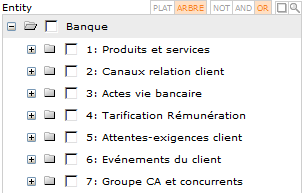 Entity PLAT ARBRE NOT AND OR
Banque
1: Produits et services
2: Canaux relation client
3: Actes vie bancaire
4: Tarification Rémunération
5: Attentes-exigences client
6: Evénements du client
7: Groupe CA et concurrents